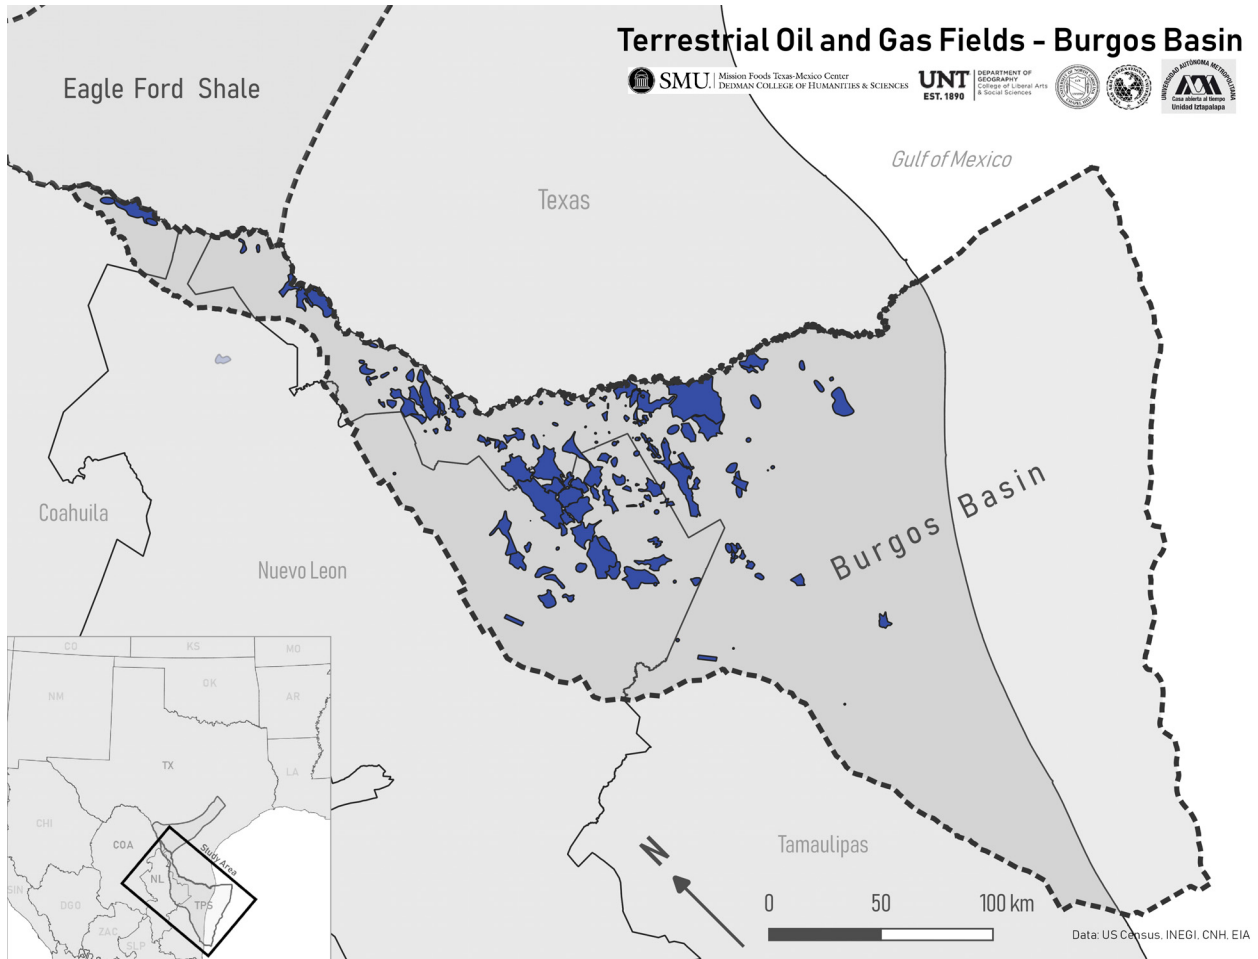 Terrestrial Oil and Gas Fields - Burgos Basin
SMU. Mission Foods Texas-Mexico Center
DEDMAN COLLEGE OF HUMANITIES & SCIENCES
UNT
EST. 1890
DEPARTMENT OF
GEOGRAPHY
College of Liberal Arts
& Social Sciences
UNIVERSIDAD AUTÓNOMA METROPOLITANA
Casa abierta al tiempo
Unidad Iztapalapa
Eagle Ford Shale
Gulf of Mexico
Texas
Burgos Basin
Coahuila
Nuevo Leon
Tamaulipas
CO
KS
MO
NM
OK
AR
TX
LA
CHI
COA
Study Area
NL
SIN
DGO
TPS
ZAC
SLP
N
0 50 100 km
Data: US Census, INEGI, CNH, EIA